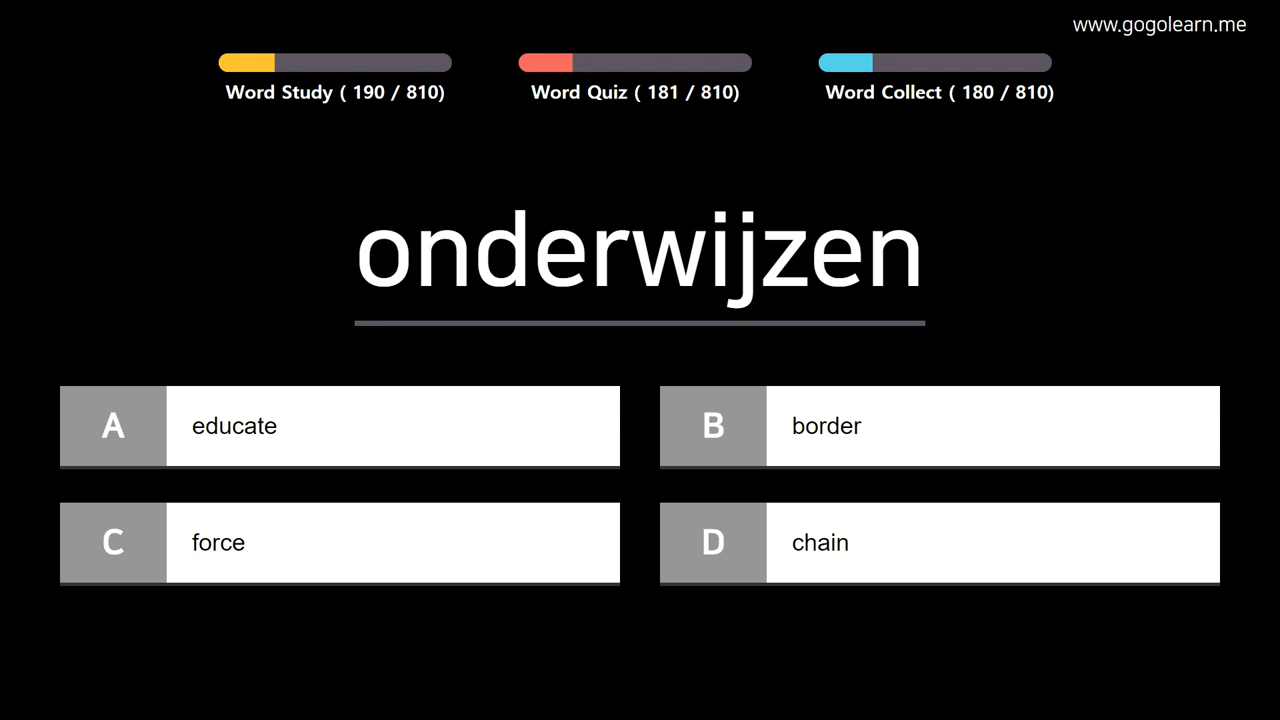 www.gogolearn.me
Word Study ( 190 / 810)
Word Quiz ( 181 / 810)
Word Collect ( 180 / 810)
onderwijzen
A educate
B border
C force
D chain